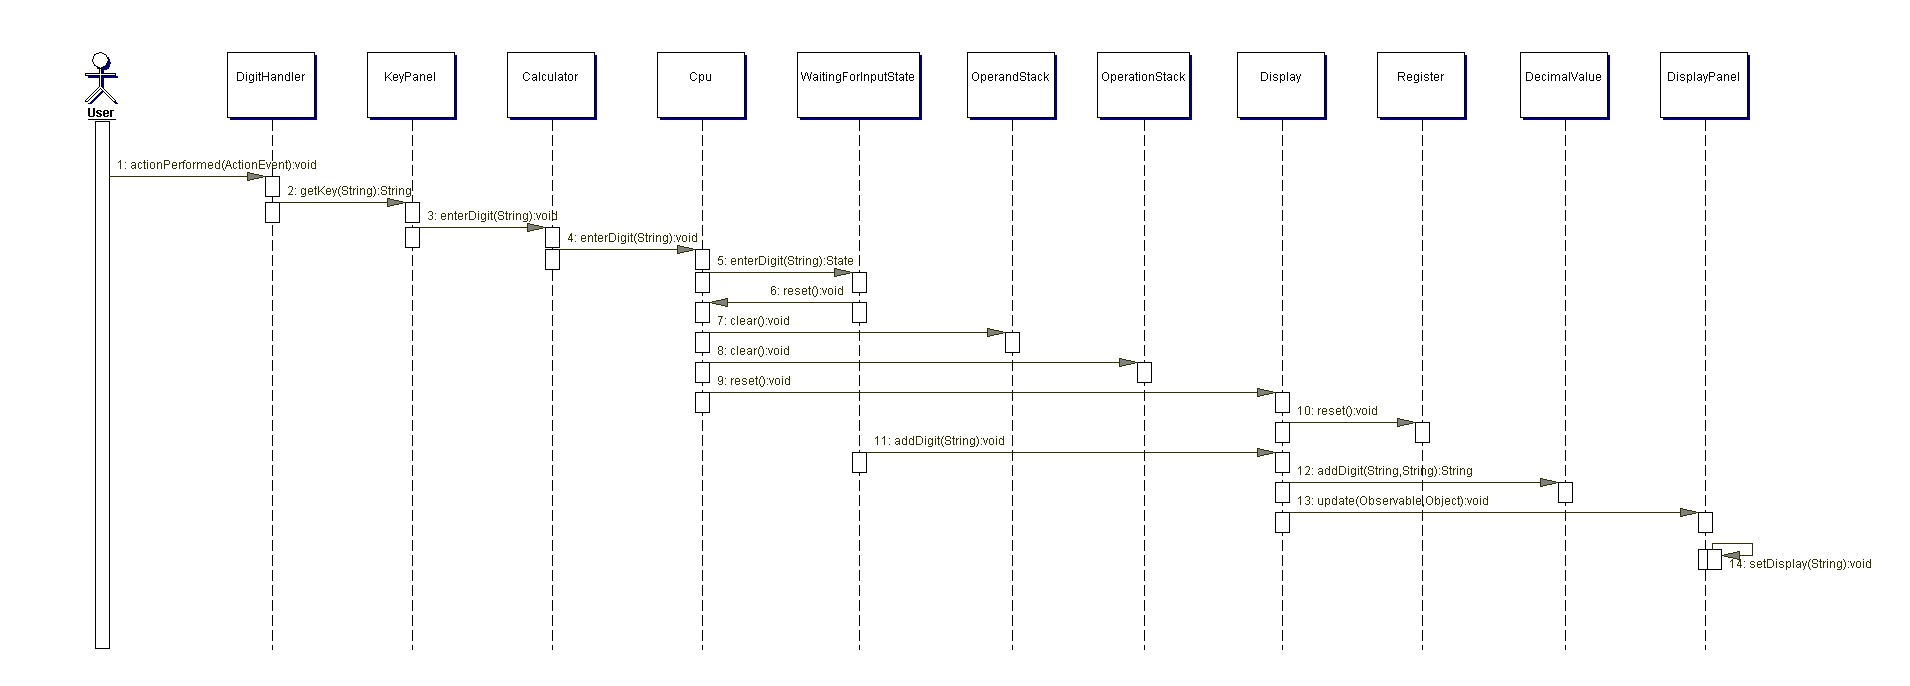 User
DigitHandler
KeyPanel
Calculator
Cpu
WaitingForInputState
OperandStack
OperationStack
Display
Register
DecimalValue
DisplayPanel
1: actionPerformed(ActionEvent):void
2: getKey(String):String
3: enterDigit(String):void
4: enterDigit(String):void
5: enterDigit(String):State
6: reset():void
7: clear():void
8: clear():void
9: reset():void
10: reset():void
11: addDigit(String):void
12: addDigit(String,String):String
13: update(Observable,Object):void
14: setDisplay(String):void